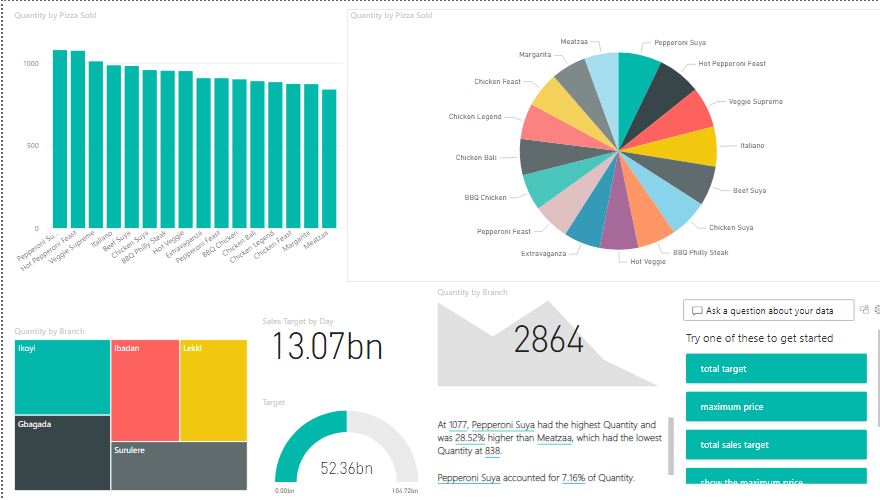 Quantity by Pizza Sold
1000
500
0
Pepperoni Su...
Hot Pepperoni Feast
Veggie Supreme
Italiano
Beef Suya
Chicken Suya
BBQ Philly Steak
Hot Veggie
Extravaganza
Pepperoni Feast
BBQ Chicken
Chicken Bali
Chicken Legend
Chicken Feast
Margarita
Meatzaa
Quantity by Pizza Sold
Meatzaa
Pepperoni Suya
Margarita
Hot Pepperoni Feast
Chicken Feast
Veggie Supreme
Chicken Legend
Italiano
Chicken Bali
Beef Suya
BBQ Chicken
Chicken Suya
Pepperoni Feast
BBQ Philly Steak
Extravaganza
Hot Veggie
Quantity by Branch
Ikoyi
Ibadan
Lekki
Gbagada
Surulere
Sales Target by Day
13.07bn
Target
52.36bn
0.00bn
104.72bn
Quantity by Branch
2864
At 1077, Pepperoni Suya had the highest Quantity and
was 28.52% higher than Meatzaa, which had the lowest
Quantity at 838.
Pepperoni Suya accounted for 7.16% of Quantity.
Ask a question about your data
Try one of these to get started
total target
maximum price
total sales target
show the maximum price